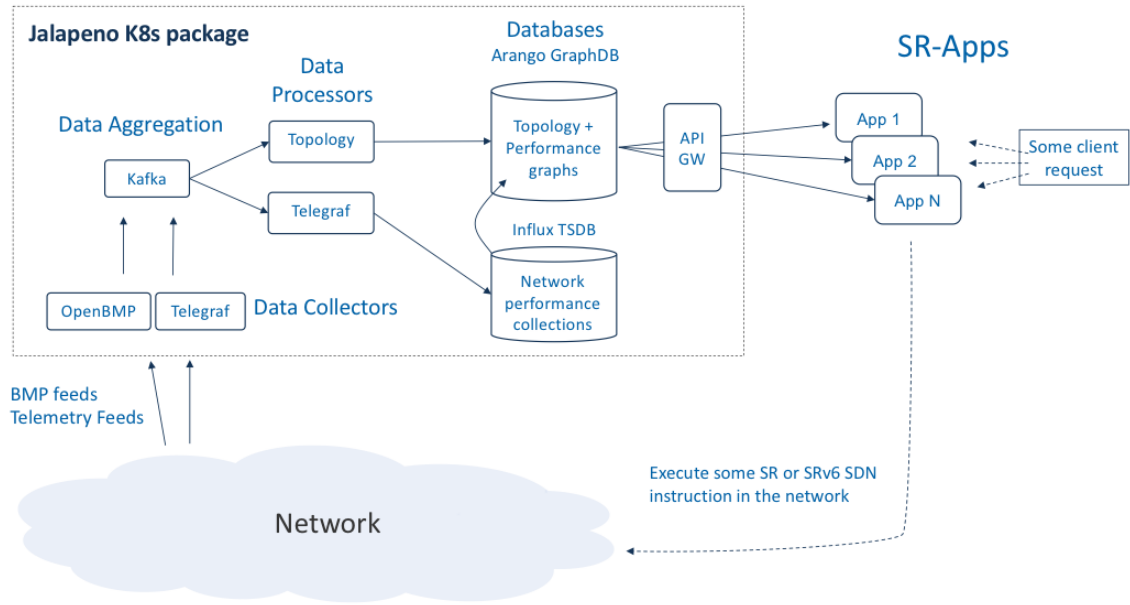 Jalapeno K8s package
Databases
Arango GraphDB
SR-Apps
Data
Processors
Data Aggregation
Topology
Kafka
Telegraf
Topology +
Performance
graphs
API
GW
App 1
App 2
App N
Some client
request
Influx TSDB
Network
performance
collections
OpenBMP
Telegraf
Data Collectors
BMP feeds
Telemetry Feeds
Execute some SR or SRv6 SDN
instruction in the network
Network